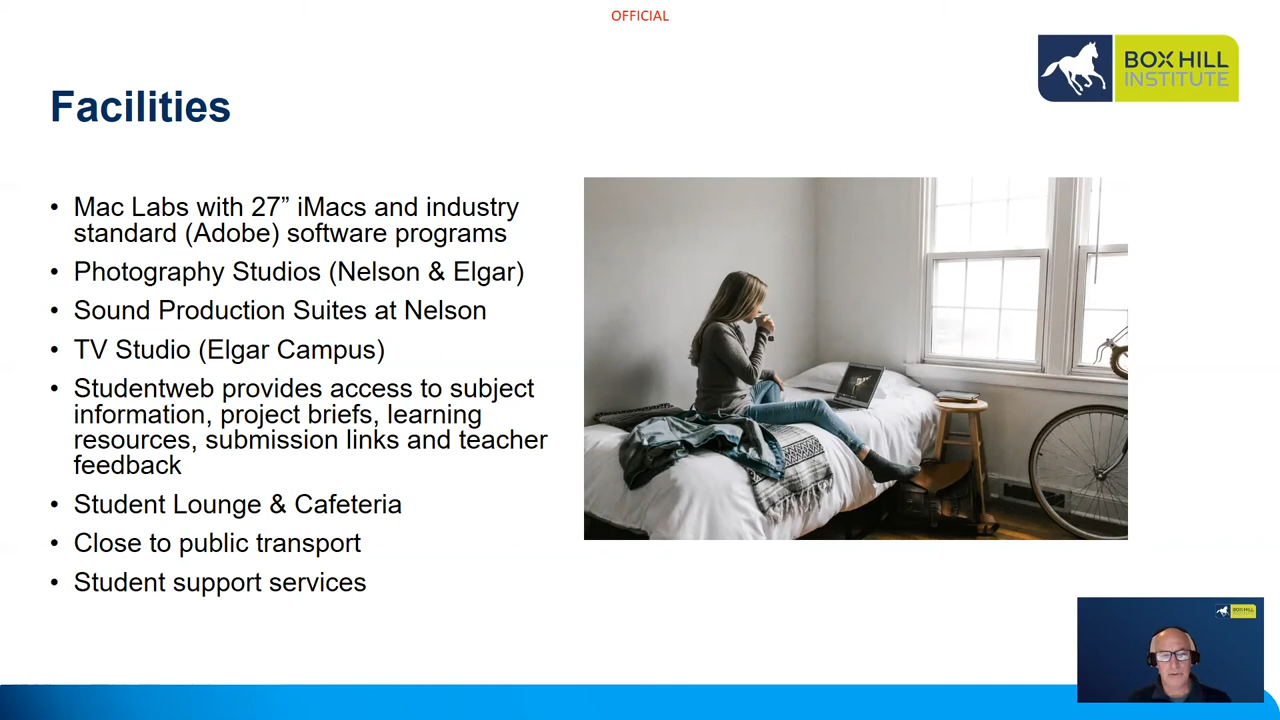 OFFICIAL
BOX HILL
INSTITUTE
Facilities
• Mac Labs with 27” iMacs and industry
standard (Adobe) software programs
• Photography Studios (Nelson & Elgar)
• Sound Production Suites at Nelson
• TV Studio (Elgar Campus)
• Studentweb provides access to subject
information, project briefs, learning
resources, submission links and teacher
feedback
• Student Lounge & Cafeteria
• Close to public transport
• Student support services
BOX HILL